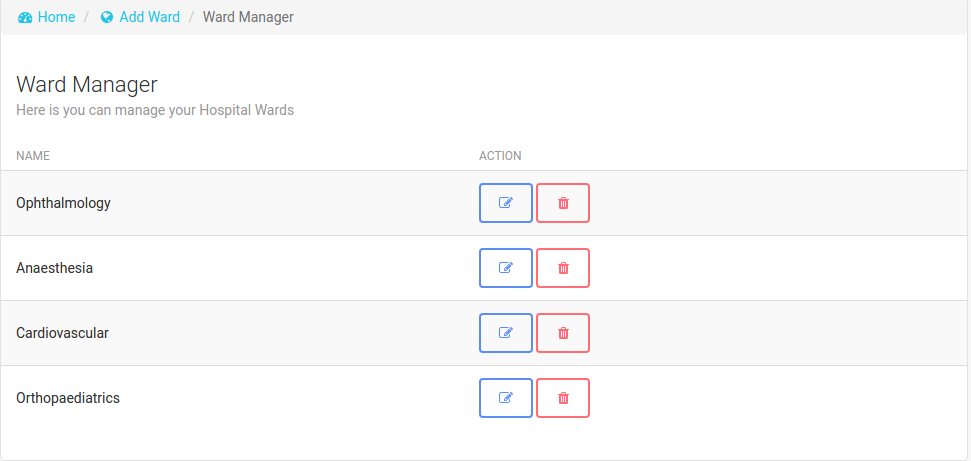 Home / Add Ward / Ward Manager
Ward Manager
Here is you can manage your Hospital Wards
NAME ACTION
Ophthalmology
Anaesthesia
Cardiovascular
Orthopaediatrics